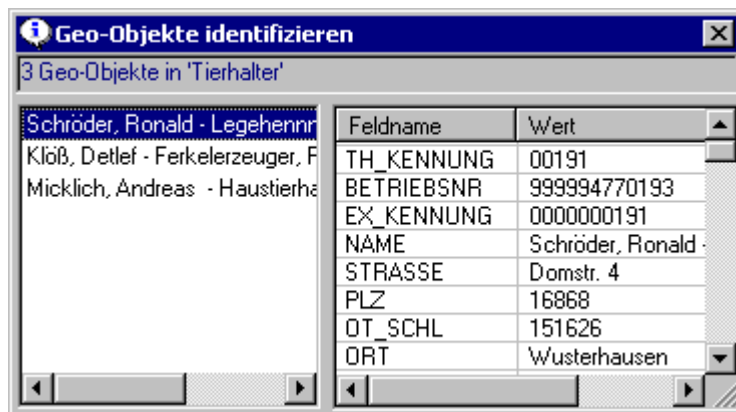 Geo-Objekte identifizieren
3 Geo-Objekte in 'Tierhalter'
Schröder, Ronald - Legehennr
Klöß, Detlef - Ferkelerzeuger, F
Micklich, Andreas - Haustierha
Feldname Wert
TH_KENNUNG 00191
BETRIEBSNR 999994770193
EX_KENNUNG 0000000191
NAME Schröder, Ronald -
STRASSE Domstr. 4
PLZ 16868
OT_SCHL 151626
ORT Wusterhausen